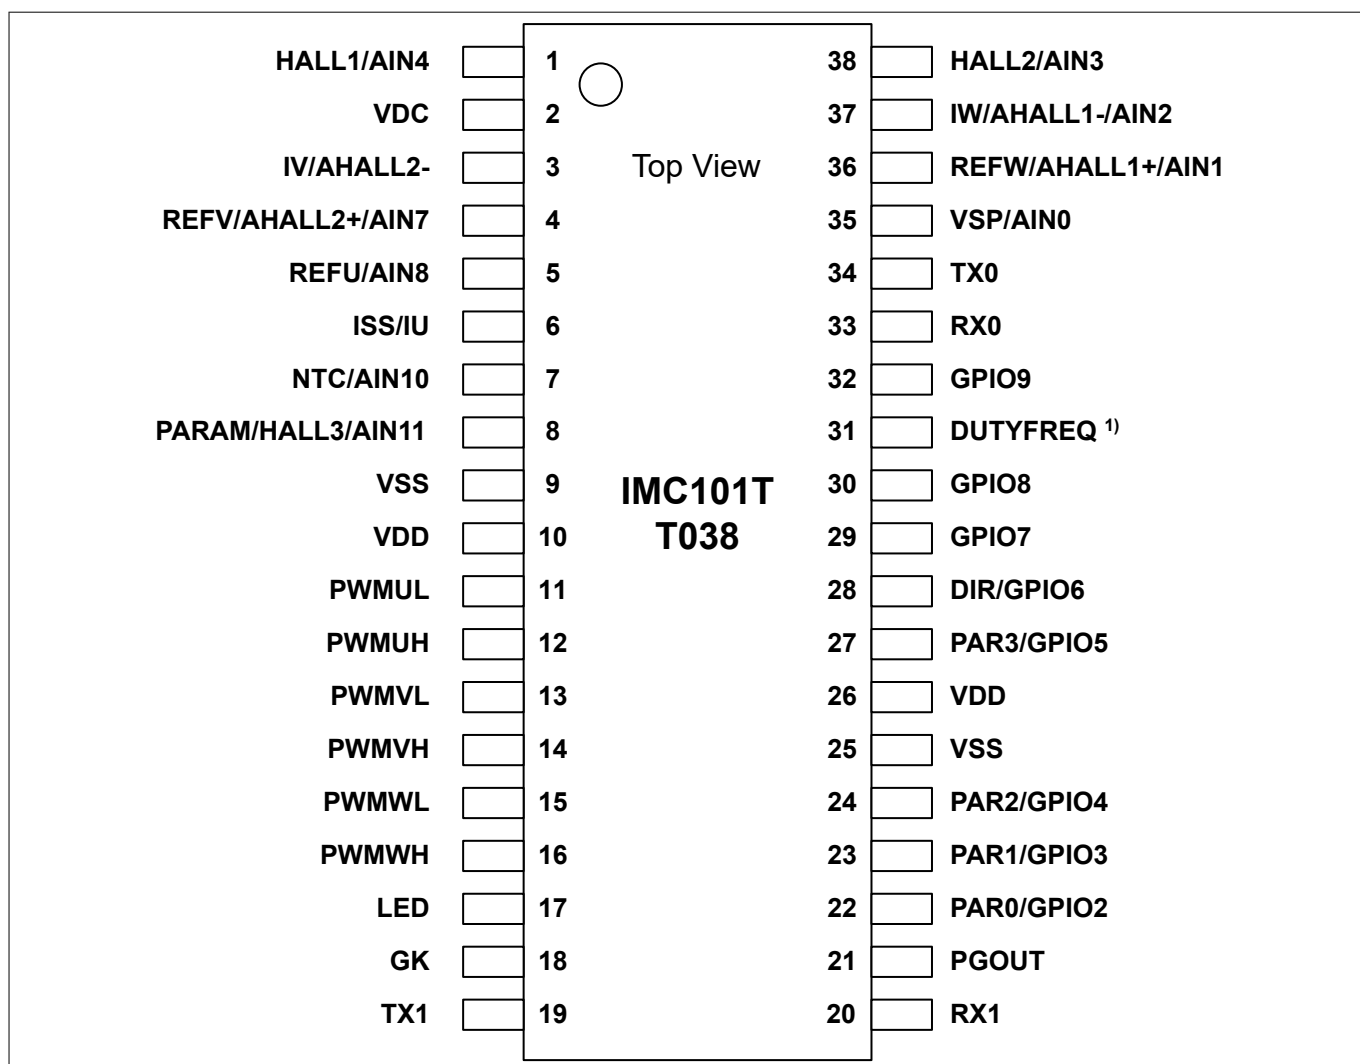 HALL1/AIN4 1 38 HALL2/AIN3
VDC 2 37 IW/AHALL1-/AIN2
IV/AHALL2- 3 Top View 36 REFW/AHALL1+/AIN1
REFV/AHALL2+/AIN7 4 35 VSP/AIN0
REFU/AIN8 5 34 TX0
ISS/IU 6 33 RX0
NTC/AIN10 7 32 GPIO9
PARAM/HALL3/AIN11 8 31 DUTYFREQ 1)
VSS 9 IMC101T 30 GPIO8
VDD 10 T038 29 GPIO7
PWMUL 11 28 DIR/GPIO6
PWMUH 12 27 PAR3/GPIO5
PWMVL 13 26 VDD
PWMVH 14 25 VSS
PWMWL 15 24 PAR2/GPIO4
PWMWH 16 23 PAR1/GPIO3
LED 17 22 PAR0/GPIO2
GK 18 21 PGOUT
TX1 19 20 RX1